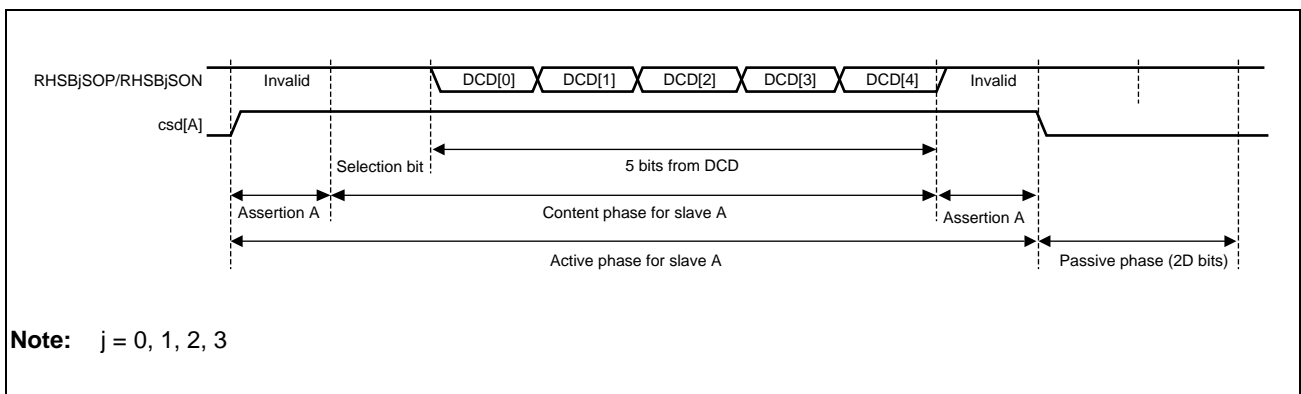 RHSBjSOP/RHSBjSON Invalid DCD[0] DCD[1] DCD[2] DCD[3] DCD[4] Invalid
csd[A]
Selection bit 5 bits from DCD
Assertion A Content phase for slave A Assertion A
Active phase for slave A Passive phase (2D bits)
Note: j = 0, 1, 2, 3